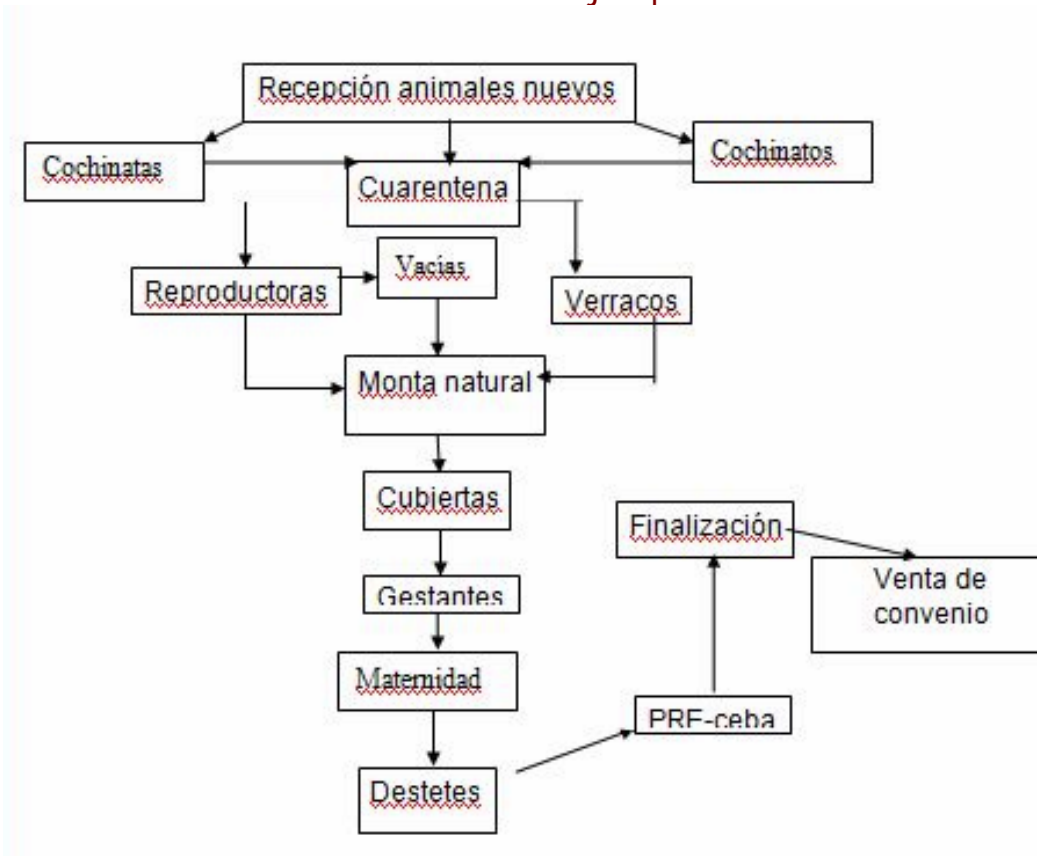 Recepción animales nuevos
Cochinatas
Cochinatos
Cuarentena
Vacías
Reproductoras
Verracos
Monta natural
Cubiertas
Finalización
Venta de
convenio
Gestantes
Maternidad
PRE-ceba
Destetes